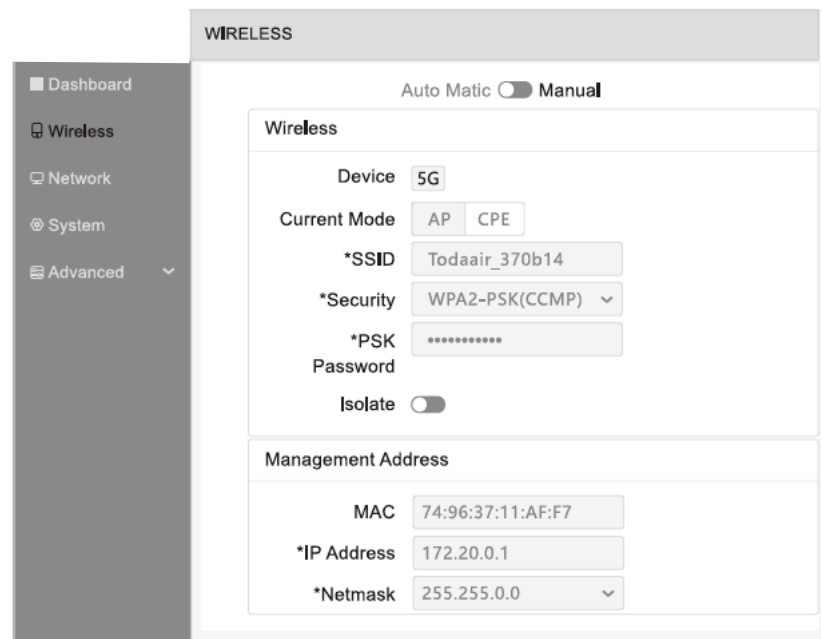 WIRELESS
Dashboard
Wireless
Network
System
Advanced
Auto Matic Manual
Wireless
Device 5G
Current Mode AP CPE
*SSID Todaair_370b14
*Security WPA2-PSK(CCMP)
*PSK
Password
•••••••••••
Isolate
Management Address
MAC 74:96:37:11:AF:F7
*IP Address 172.20.0.1
*Netmask 255.255.0.0